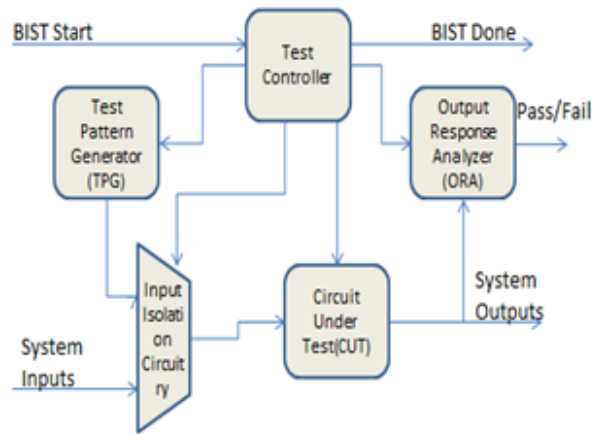 BIST Start
BIST Done
Test
Controller
Test
Pattern
Generator
(TPG)
Output
Response
Analyzer
(ORA)
Pass/Fail
Input
Isolati
on
Circuit
ry
Circuit
Under
Test(CUT)
System
Outputs
System
Inputs